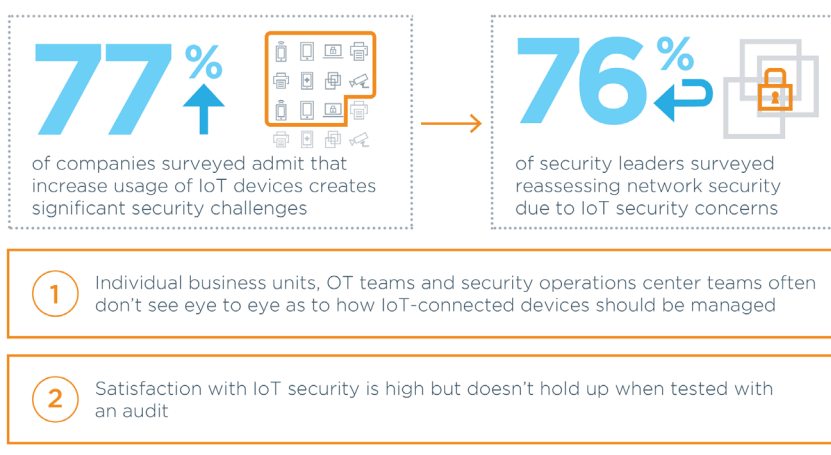 77%
of companies surveyed admit that
increase usage of IoT devices creates
significant security challenges
76%
of security leaders surveyed
reassessing network security
due to IoT security concerns
1
Individual business units, OT teams and security operations center teams often
don't see eye to eye as to how IoT-connected devices should be managed
2
Satisfaction with IoT security is high but doesn't hold up when tested with
an audit